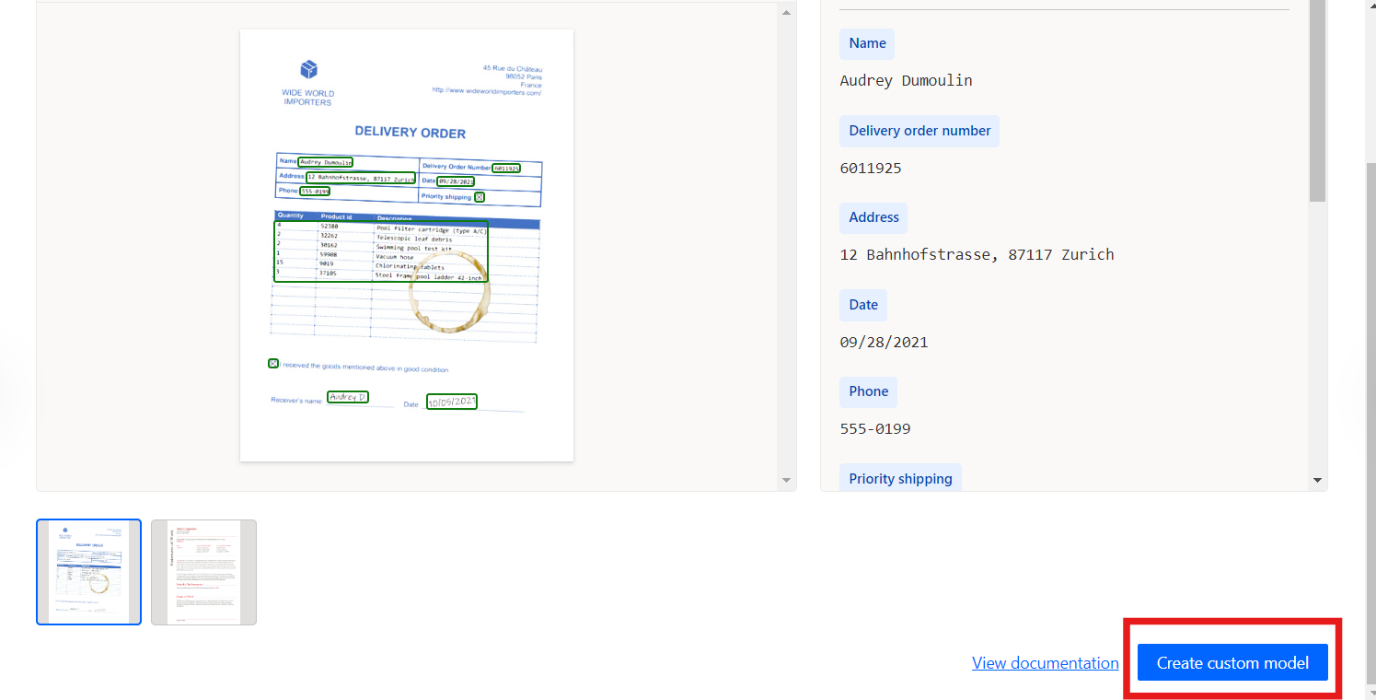 WIDE WORLD
IMPORTERS
45 Rue du Château
98052 Paris
France
http://www.wideworldimporters.com/
DELIVERY ORDER
Name Audrey Dumoulin
Delivery Order Number 6011925
Address 12 Bahnhofstrasse, 87117 Zurich
Date 09/28/2021
Phone 555-0199
Priority shipping
Quantity Product id Description
4 52380 Pool filter cartridge (type A/C)
2 32262 Telescopic leaf debris
2 30162 Swimming pool test kit
1 59908 Vacuum hose
15 9019 Chlorinating tablets
37185 Steel frame pool ladder 42-inch
I received the goods mentioned above in good condition
Receiver's name Audrey D.
Date 10/05/2021
Name
Audrey Dumoulin
Delivery order number
6011925
Address
12 Bahnhofstrasse, 87117 Zurich
Date
09/28/2021
Phone
555-0199
Priority shipping
View documentation
Create custom model